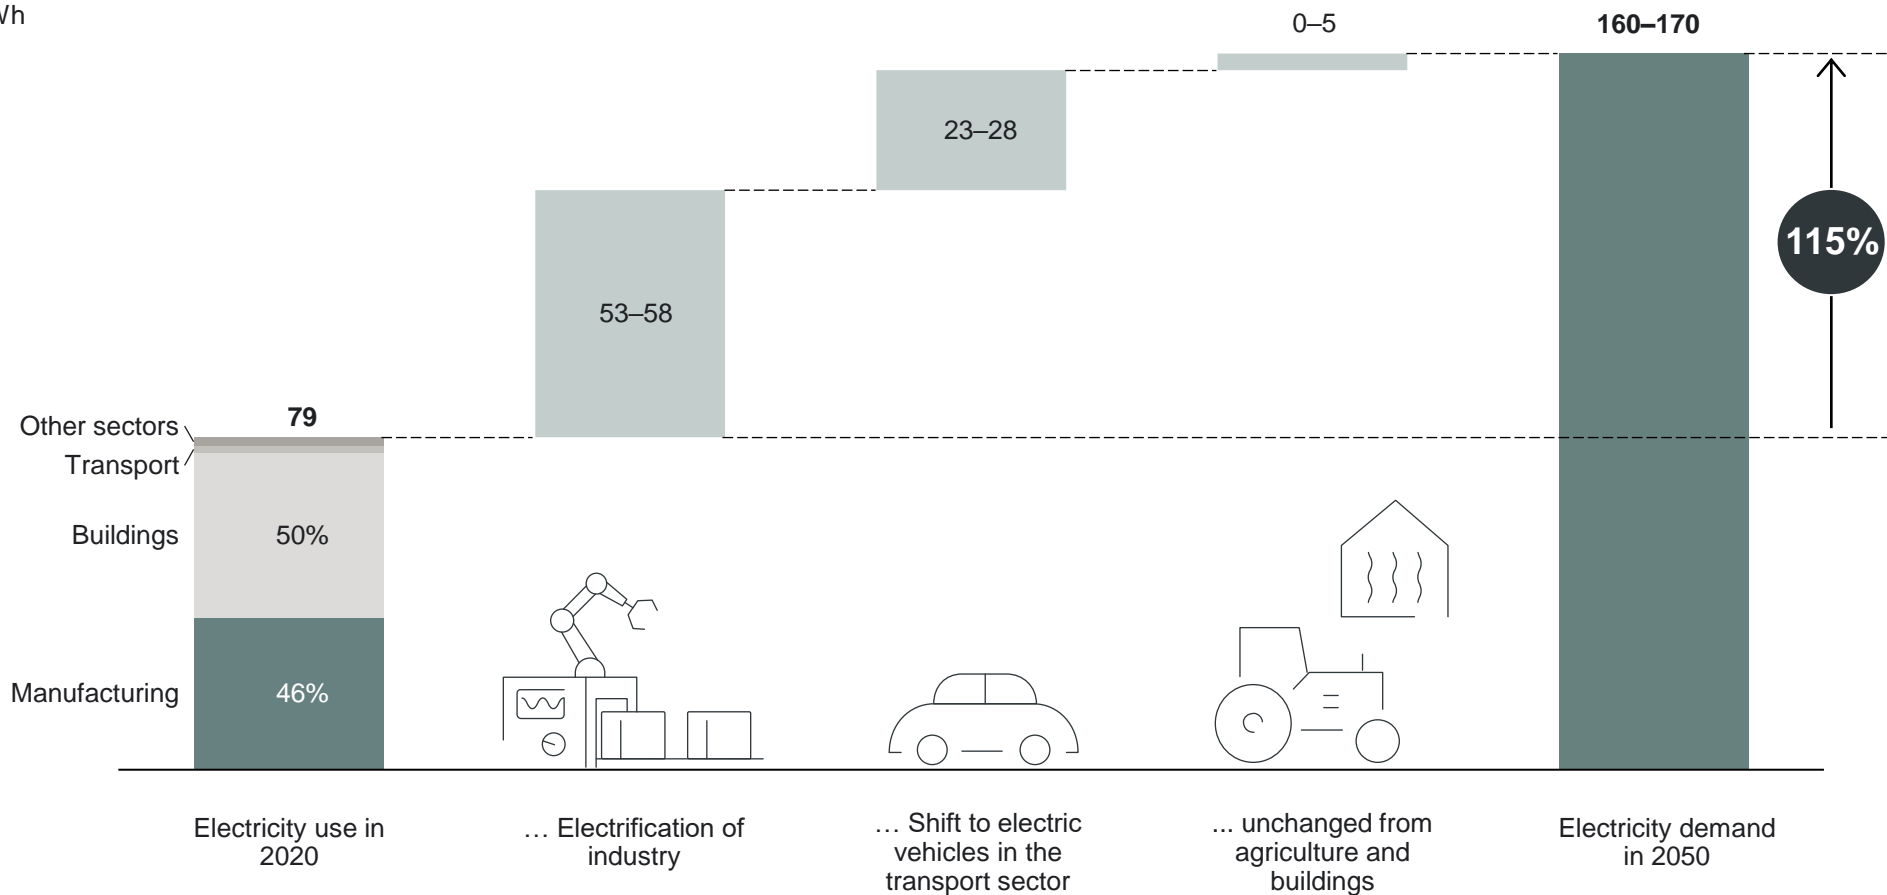 Wh
0–5
160–170
23–28
115%
53–58
79
Other sectors
Transport
Buildings
50%
Manufacturing
46%
Electricity use in
2020
… Electrification of
industry
… Shift to electric
vehicles in the
transport sector
... unchanged from
agriculture and
buildings
Electricity demand
in 2050